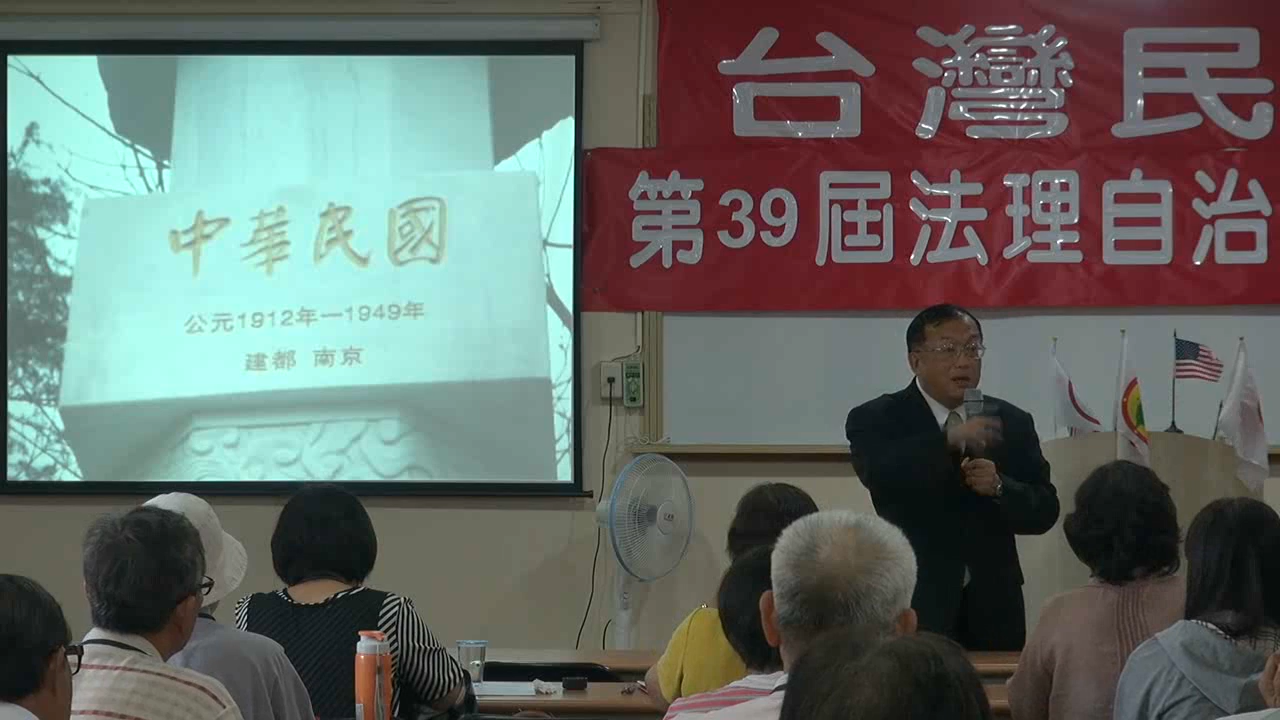 中華民國
公元1912年－1949年
建都 南京
台灣民
第39屆法理自治